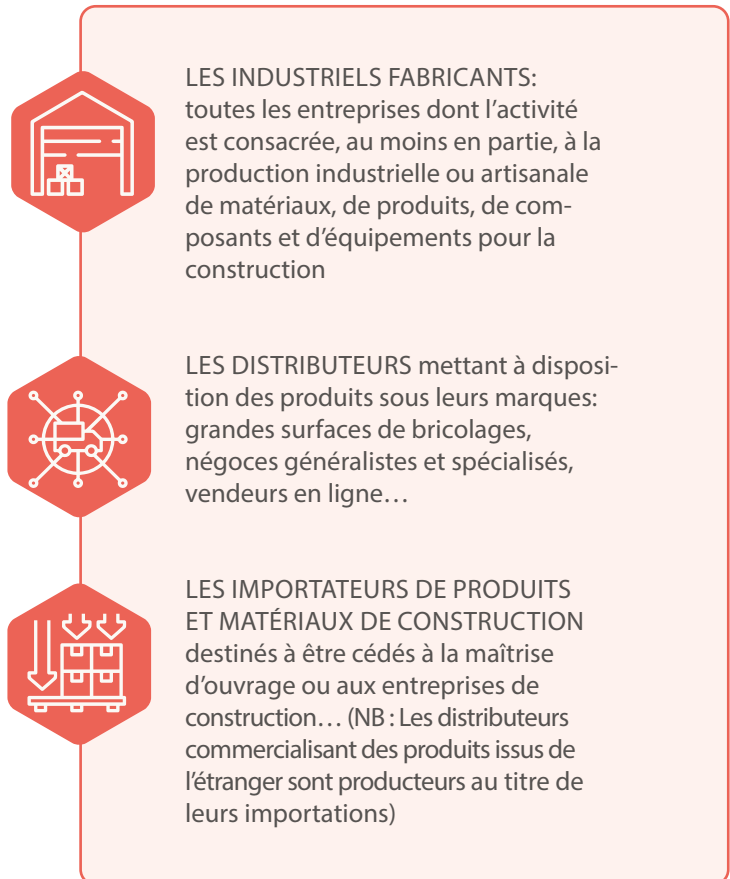 LES INDUSTRIELS FABRICANTS:
toutes les entreprises dont l’activité
est consacrée, au moins en partie, à la
production industrielle ou artisanale
de matériaux, de produits, de com-
posants et d’équipements pour la
construction
LES DISTRIBUTEURS mettant à disposi-
tion des produits sous leurs marques:
grandes surfaces de bricolages,
négoces généralistes et spécialisés,
vendeurs en ligne…
LES IMPORTATEURS DE PRODUITS
ET MATÉRIAUX DE CONSTRUCTION
destinés à être cédés à la maîtrise
d’ouvrage ou aux entreprises de
construction… (NB : Les distributeurs
commercialisant des produits issus de
l’étranger sont producteurs au titre de
leurs importations)